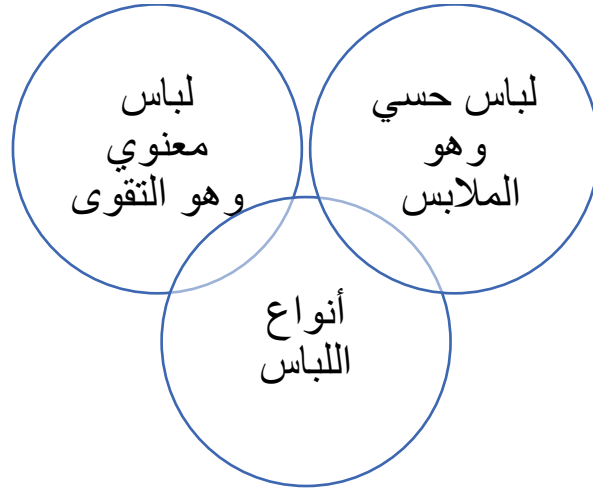 لباس حسي
وهو
الملابس
لباس
معنوي
وهو التقوى
أنواع
اللباس